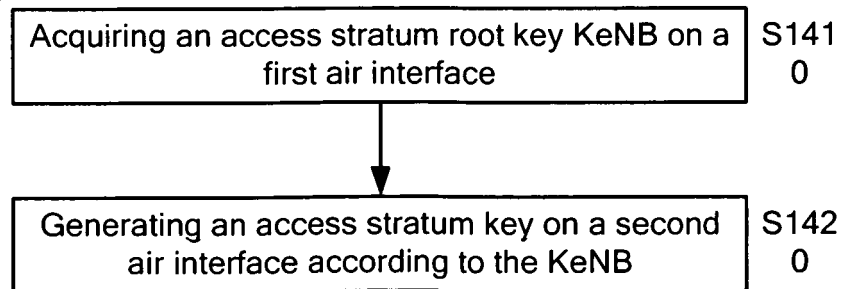 Acquiring an access stratum root key KeNB on a
first air interface
S141
0
Generating an access stratum key on a second
air interface according to the KeNB
S142
0